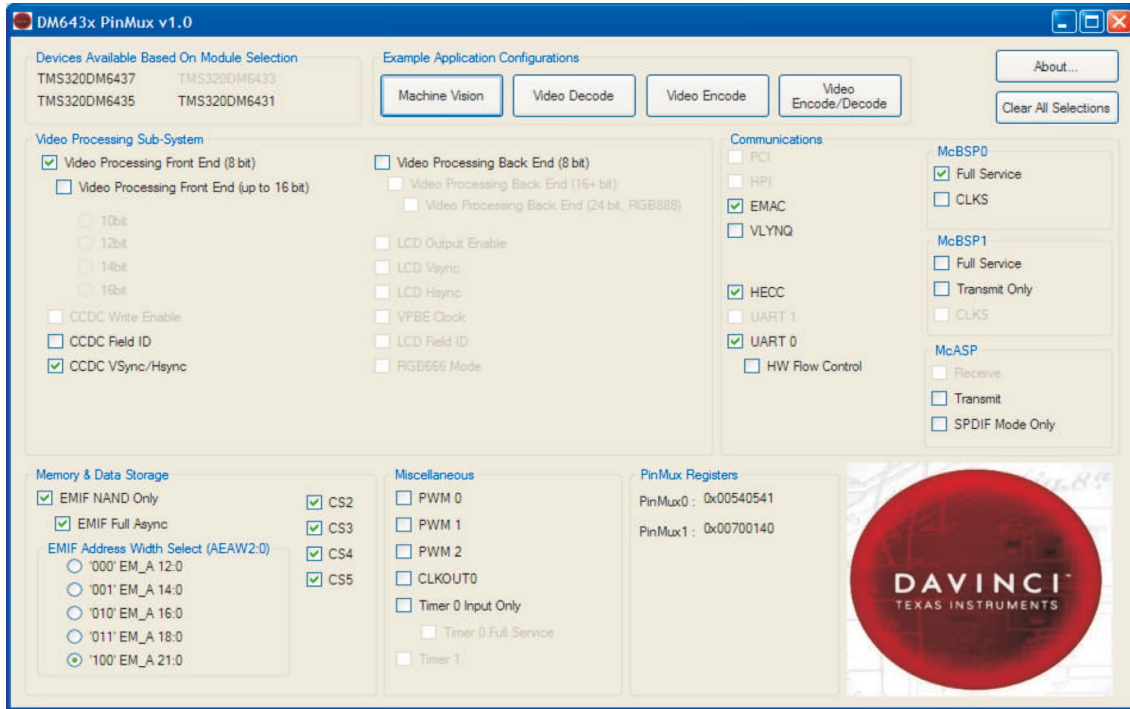 DM643x PinMux v1.0
Devices Available Based On Module Selection
TMS320DM6437 TMS320DM6433
TMS320DM6435 TMS320DM6431
Example Application Configurations
Machine Vision
Video Decode
Video Encode
Video
Encode/Decode
About...
Clear All Selections
Video Processing Sub-System
Video Processing Front End (8 bit)
Video Processing Front End (up to 16 bit)
10bit
12bit
14bit
16bit
CCDC Write Enable
CCDC Field ID
CCDC VSync/Hsync
Video Processing Back End (8 bit)
Video Processing Back End (16+ bit)
Video Processing Back End (24 bit, RGB888)
LCD Output Enable
LCD Vsync
LCD Hsync
VPBE Clock
LCD Field ID
RGB666 Mode
Communications
PCI
HPI
EMAC
VLYNQ
HECC
UART 1
UART 0
HW Flow Control
McBSP0
Full Service
CLKS
McBSP1
Full Service
Transmit Only
CLKS
McASP
Receive
Transmit
SPDIF Mode Only
Memory & Data Storage
EMIF NAND Only
EMIF Full Async
EMIF Address Width Select (AEAW2:0)
'000' EM_A 12:0
'001' EM_A 14:0
'010' EM_A 16:0
'011' EM_A 18:0
'100' EM_A 21:0
CS2
CS3
CS4
CS5
Miscellaneous
PWM 0
PWM 1
PWM 2
CLKOUT0
Timer 0 Input Only
Timer 0 Full Service
Timer 1
PinMux Registers
PinMux0 : 0x00540541
PinMux1 : 0x00700140
DAVINCI™
TEXAS INSTRUMENTS